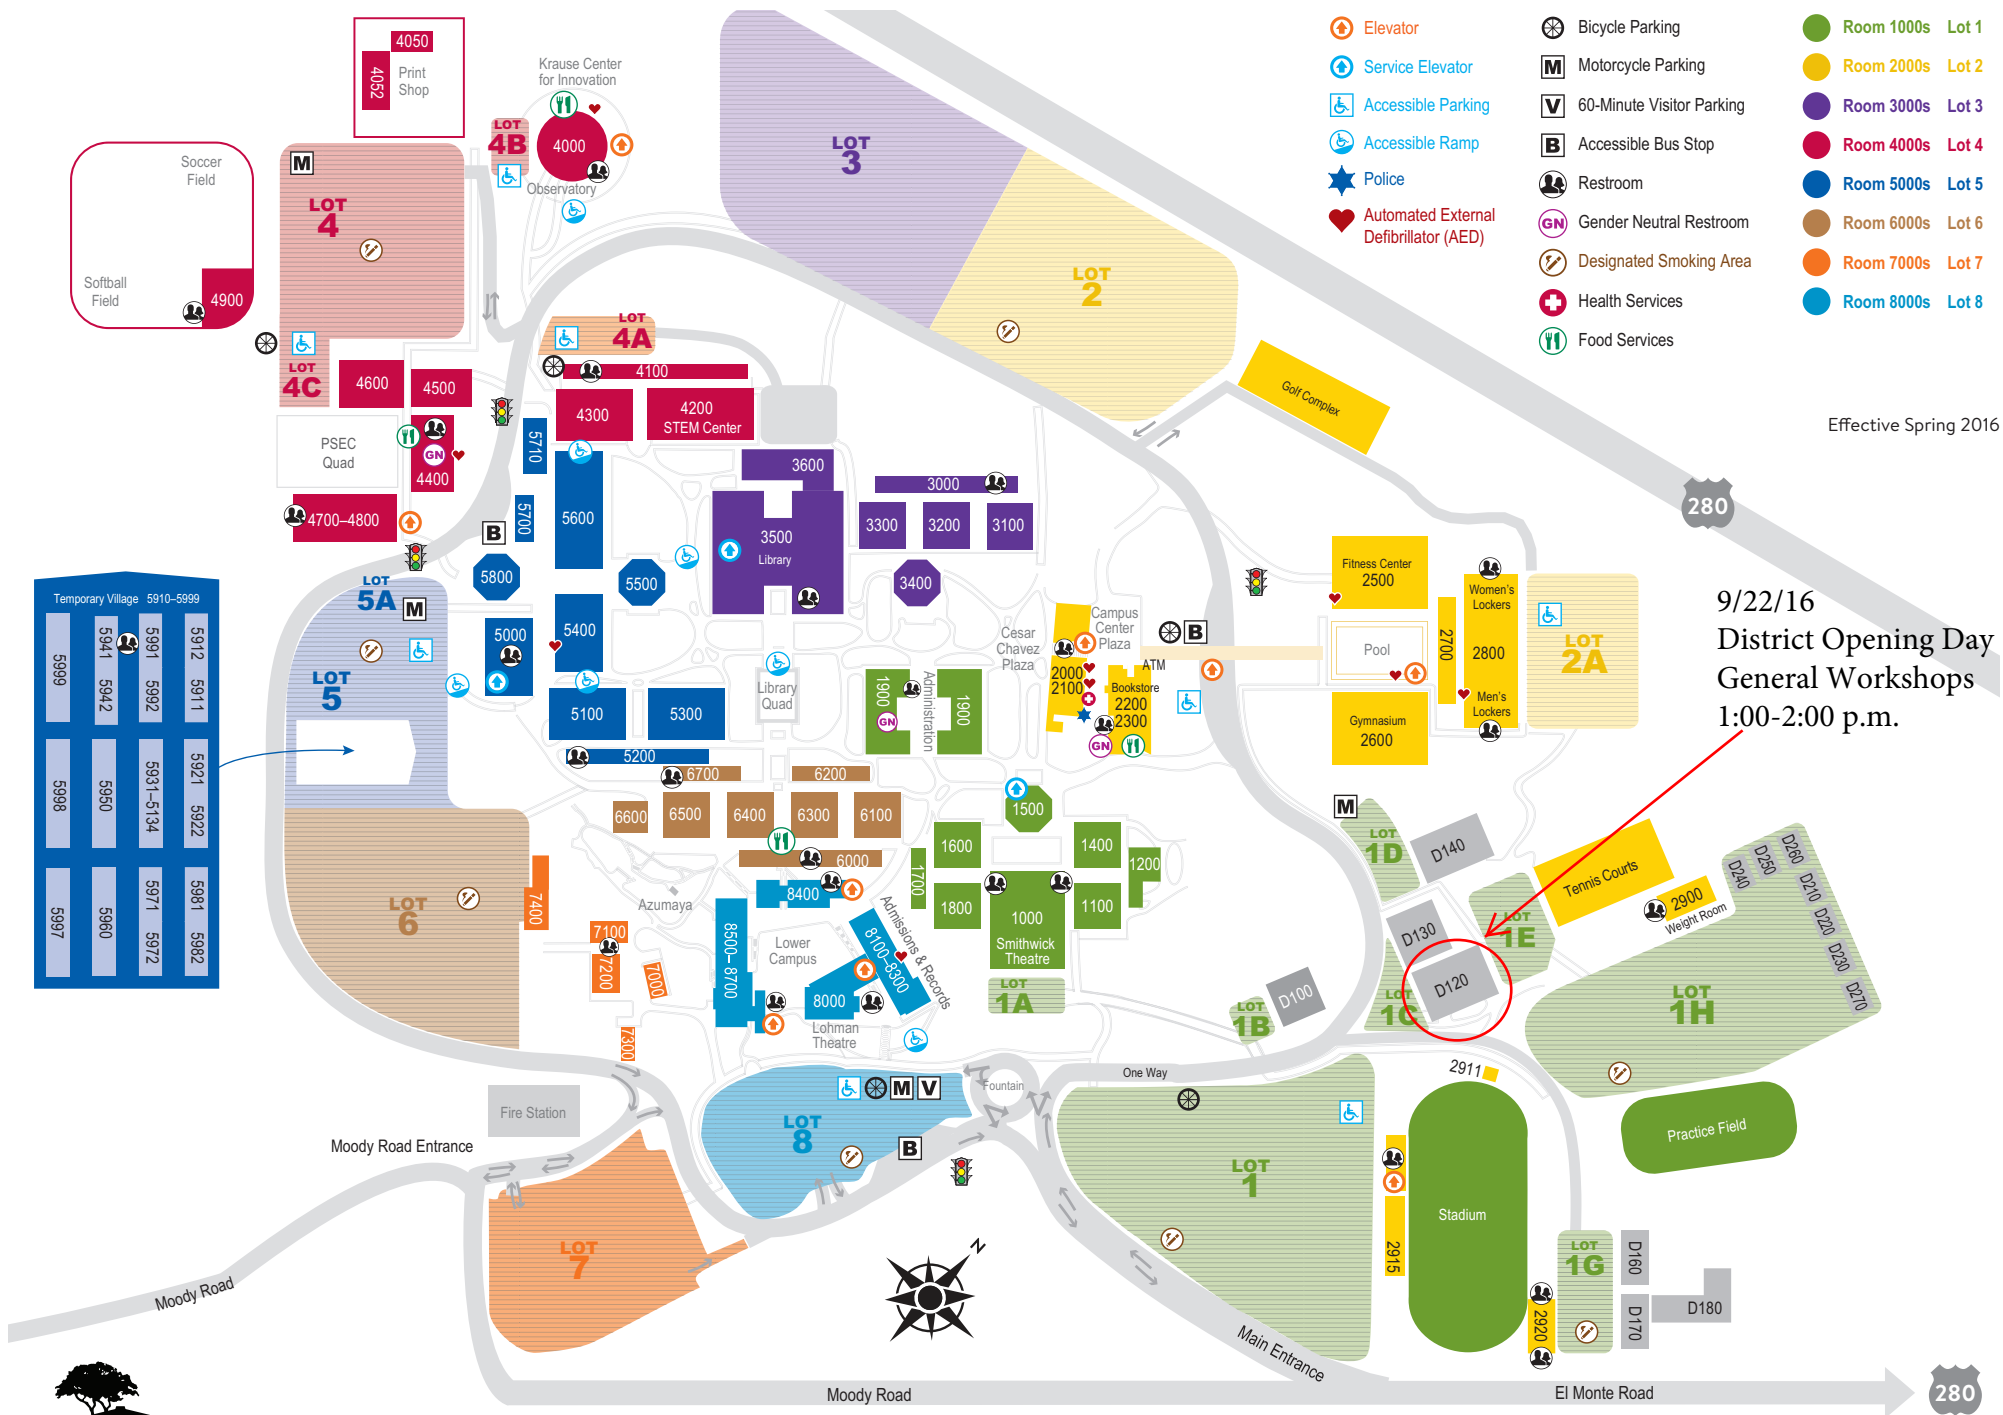 Elevator
Service Elevator
Accessible Parking
Accessible Ramp
Police
Automated External
Defibrillator (AED)
Bicycle Parking
M Motorcycle Parking
V 60-Minute Visitor Parking
B Accessible Bus Stop
Restroom
GN Gender Neutral Restroom
Designated Smoking Area
Health Services
Food Services
Room 1000s Lot 1
Room 2000s Lot 2
Room 3000s Lot 3
Room 4000s Lot 4
Room 5000s Lot 5
Room 6000s Lot 6
Room 7000s Lot 7
Room 8000s Lot 8
Effective Spring 2016
280
9/22/16
District Opening Day
General Workshops
1:00-2:00 p.m.
4050
4052
Print
Shop
Krause Center
for Innovation
LOT
4B
4000
Observatory
Soccer
Field
Softball
Field
4900
M
LOT
4
LOT
4C
LOT
4A
4100
4600
4500
4300
4200
STEM Center
PSEC
Quad
GN
4400
4700–4800
LOT
3
LOT
2
Golf Complex
5710
5700
5600
B
5800
5500
5400
5000
5100
5300
5200
3600
3500
Library
3000
3300
3200
3100
3400
LOT
5A
M
LOT
5
Temporary Village 5910–5999
5999
5941
5942
5991
5992
5912
5911
5998
5950
5931–5134
5921
5922
5997
5960
5971
5972
5981
5982
Library
Quad
1900
GN
Administration
1900
Cesar
Chavez
Plaza
Campus
Center
Plaza
2000
2100
ATM
Bookstore
2200
2300
GN
B
Fitness Center
2500
Pool
Gymnasium
2600
2700
Women's
Lockers
2800
Men's
Lockers
LOT
2A
6700
6200
6600
6500
6400
6300
6100
6000
LOT
6
7400
7100
7200
7000
7300
Azumaya
8400
8500–8700
Lower
Campus
8000
8100–8300
Admissions & Records
Lohman
Theatre
1500
1600
1400
1200
1700
1800
1100
1000
Smithwick
Theatre
LOT
1A
LOT
1B
D100
M
LOT
1D
D140
D130
D120
LOT
1C
LOT
1E
Tennis Courts
2900
Weight Room
D240
D250
D260
D210
D220
D230
D270
LOT
1H
2911
Practice Field
Fire Station
Moody Road Entrance
Moody Road
LOT
7
LOT
8
M V
B
Fountain
One Way
LOT
1
Stadium
2915
2920
LOT
1G
D160
D170
D180
N
Main Entrance
Moody Road
El Monte Road
280